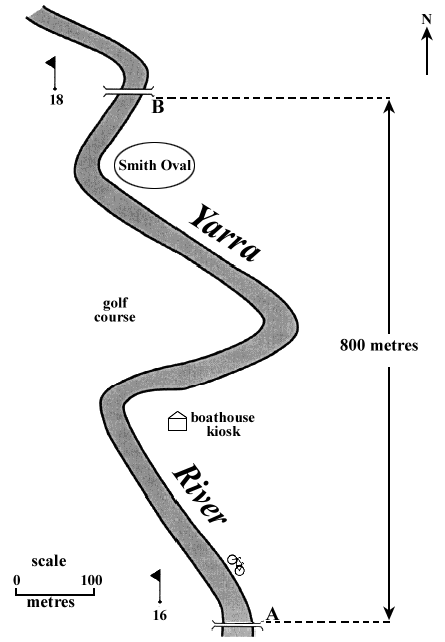 N
18
B
Smith Oval
Yarra
golf
course
800 metres
boathouse
kiosk
River
scale
0 100
metres
16
A